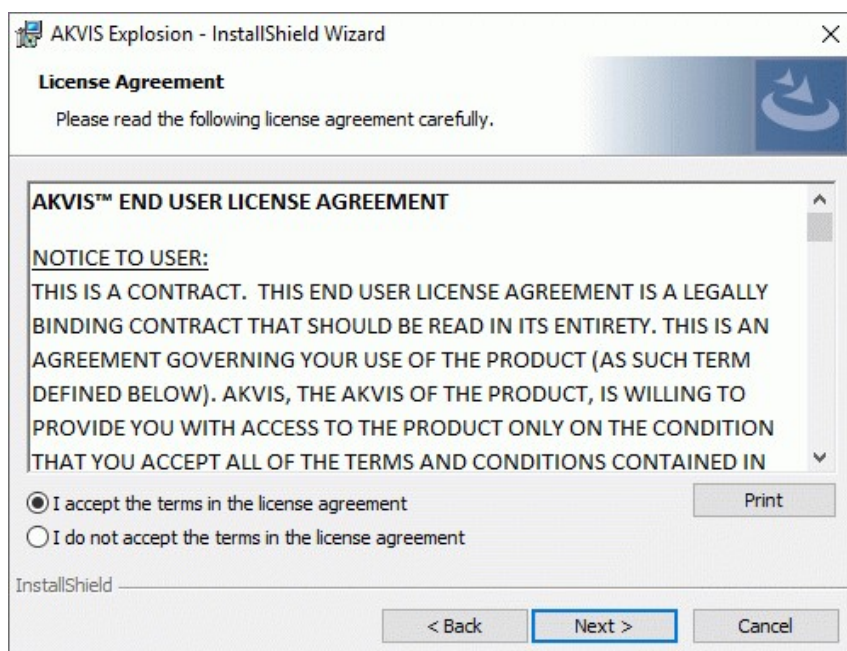 AKVIS Explosion - InstallShield Wizard
License Agreement
Please read the following license agreement carefully.
AKVIS™ END USER LICENSE AGREEMENT
NOTICE TO USER:
THIS IS A CONTRACT.  THIS END USER LICENSE AGREEMENT IS A LEGALLY
BINDING CONTRACT THAT SHOULD BE READ IN ITS ENTIRETY. THIS IS AN
AGREEMENT GOVERNING YOUR USE OF THE PRODUCT (AS SUCH TERM
DEFINED BELOW). AKVIS, THE AKVIS OF THE PRODUCT, IS WILLING TO
PROVIDE YOU WITH ACCESS TO THE PRODUCT ONLY ON THE CONDITION
THAT YOU ACCEPT ALL OF THE TERMS AND CONDITIONS CONTAINED IN
I accept the terms in the license agreement
Print
I do not accept the terms in the license agreement
InstallShield
< Back
Next >
Cancel